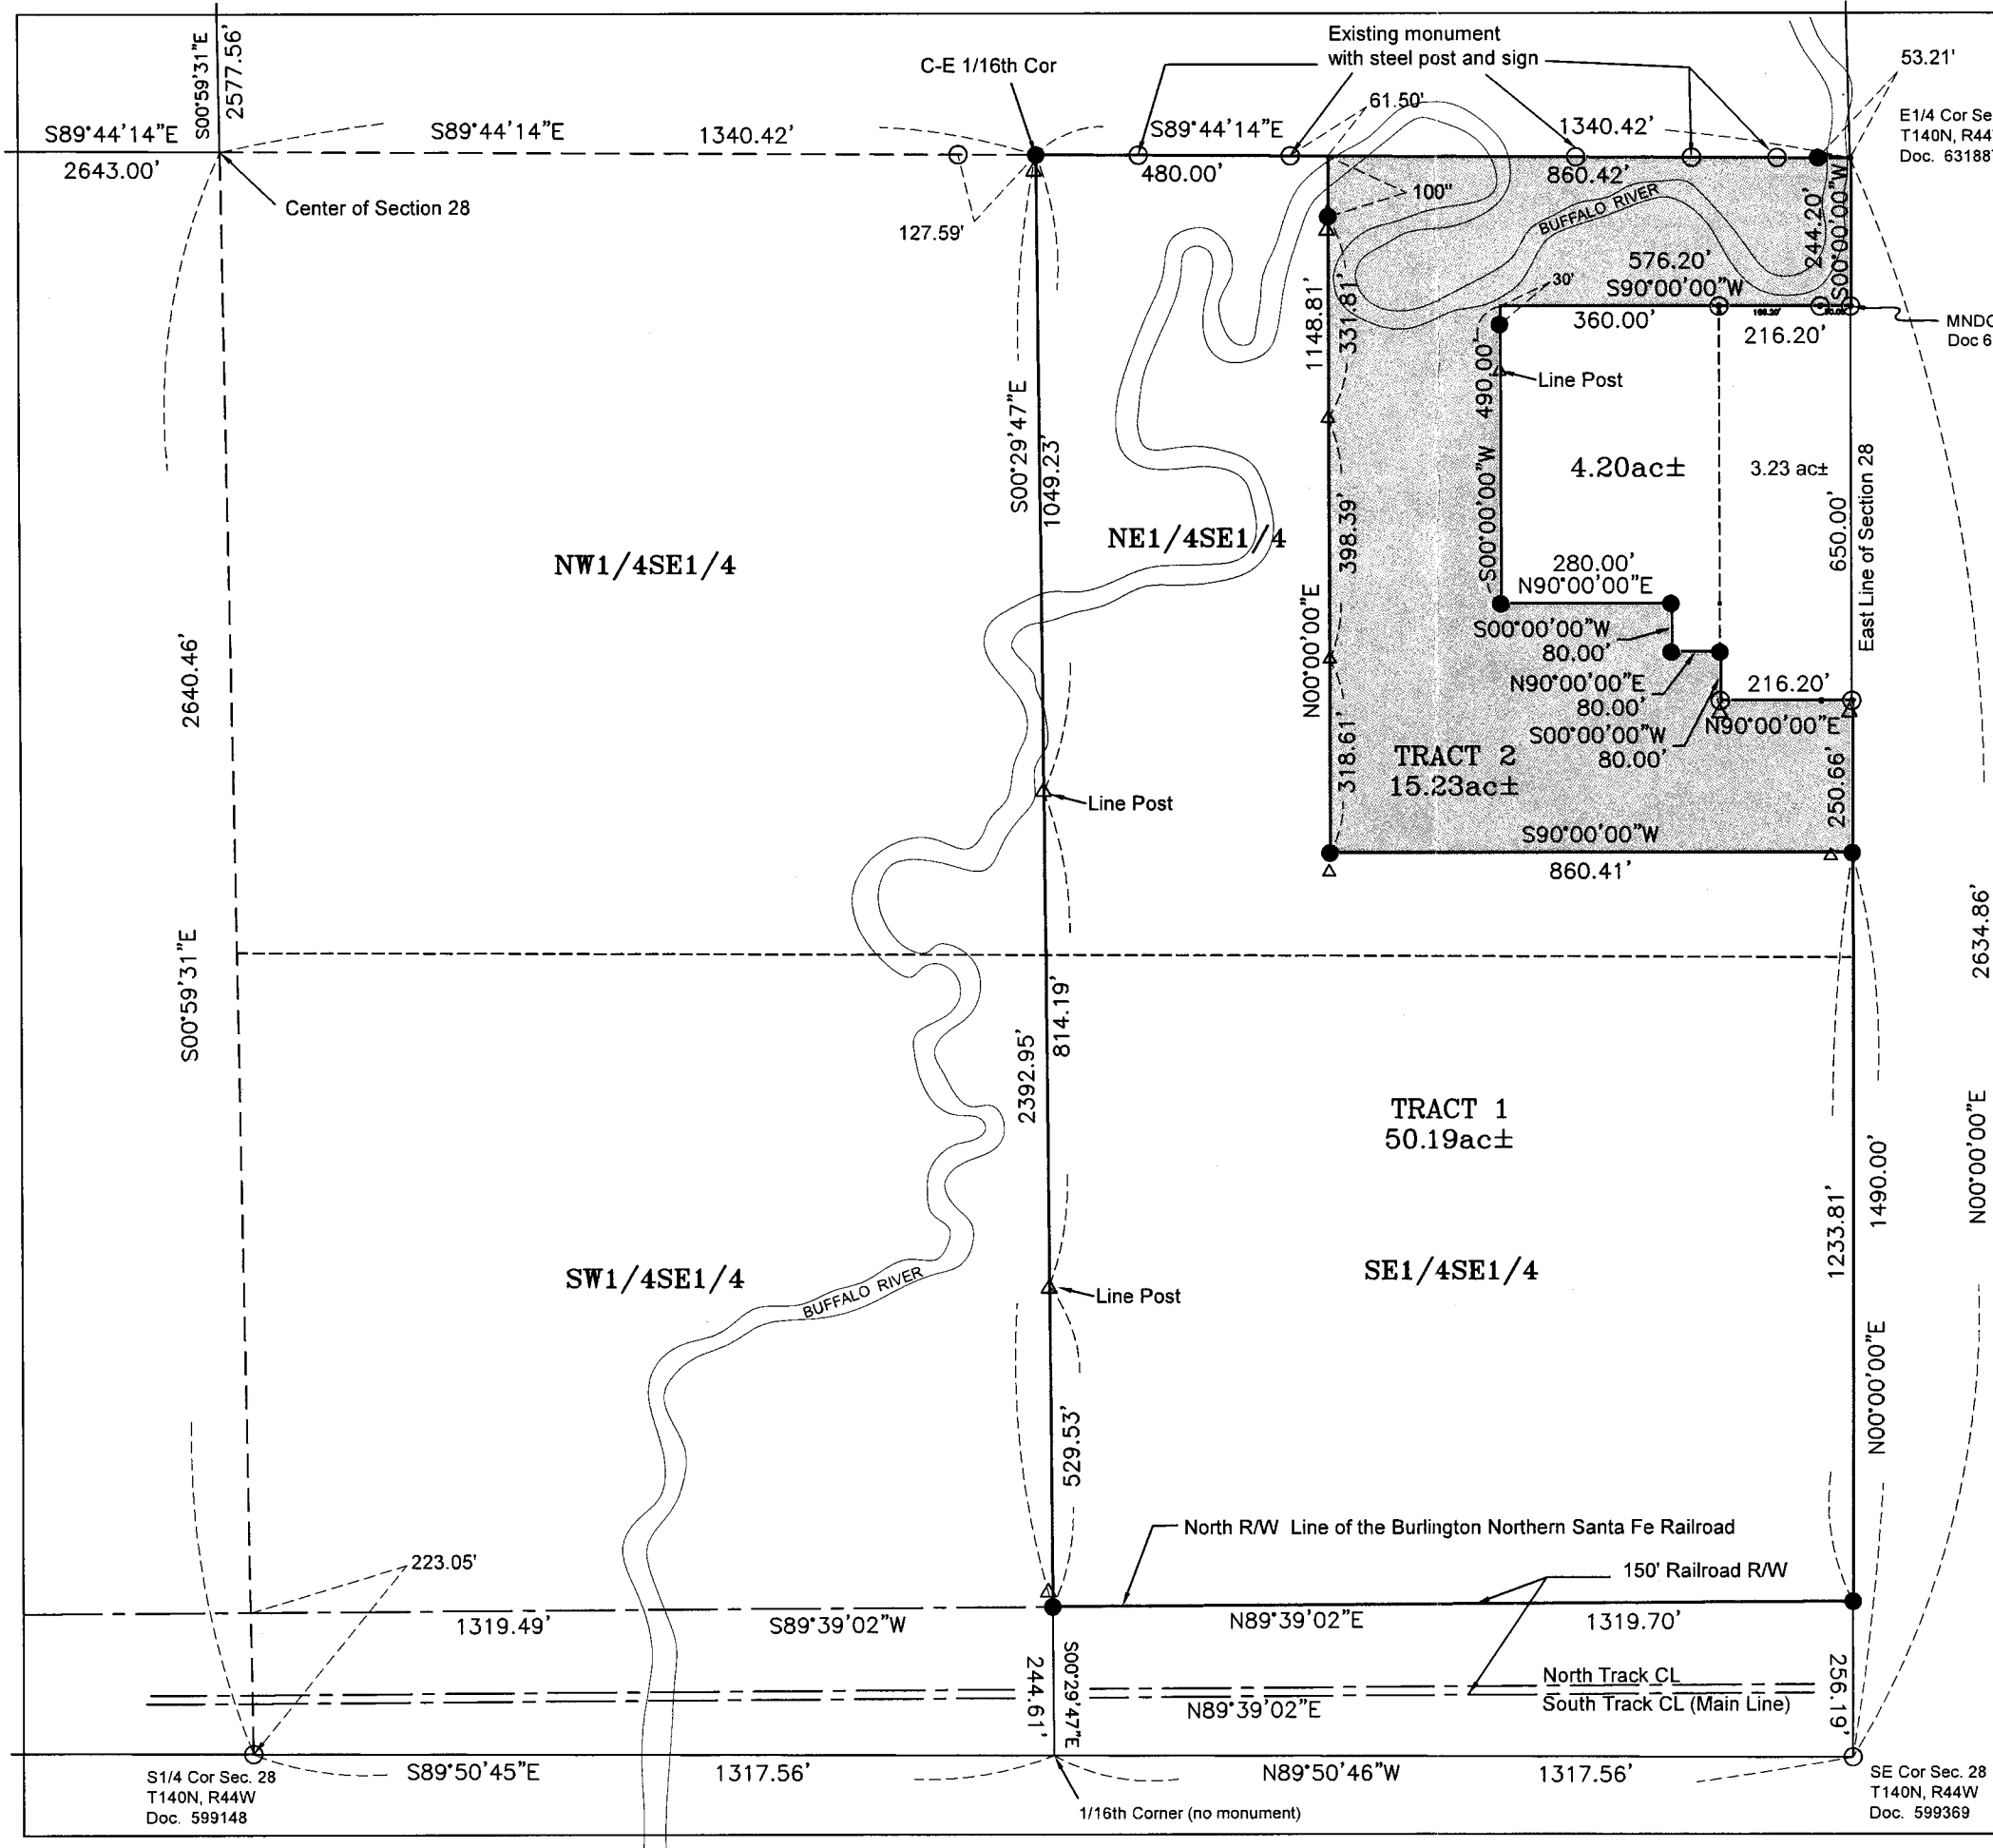 S00°59'31"E
2577.56'
S89°44'14"E
2643.00'
S89°44'14"E
1340.42'
Center of Section 28
C-E 1/16th Cor
127.59'
Existing monument
with steel post and sign
61.50'
S89°44'14"E
480.00'
1340.42'
860.42'
100"
53.21'
E1/4 Cor Se
T140N, R44
Doc. 63188
BUFFALO RIVER
244.20'
S00°00'00"W
576.20'
S90°00'00"W
30'
360.00'
216.20'
MNDO
Doc 6
1148.81'
331.81'
490.00'
S00°00'00"W
Line Post
4.20ac±
3.23 ac±
650.00'
East Line of Section 28
S00°29'47"E
1049.23'
NW1/4SE1/4
NE1/4SE1/4
398.39'
N00°00'00"E
280.00'
N90°00'00"E
S00°00'00"W
80.00'
N90°00'00"E
80.00'
S00°00'00"W
80.00'
216.20'
N90°00'00"E
318.61'
TRACT 2
15.23ac±
250.66'
S90°00'00"W
860.41'
2640.46'
S00°59'31"E
Line Post
2634.86'
N00°00'00"E
814.19'
2392.95'
TRACT 1
50.19ac±
1490.00'
1233.81'
N00°00'00"E
SW1/4SE1/4
SE1/4SE1/4
Line Post
BUFFALO RIVER
529.53'
North R/W Line of the Burlington Northern Santa Fe Railroad
150' Railroad R/W
223.05'
1319.49'
S89°39'02"W
N89°39'02"E
1319.70'
S00°29'47"E
244.61'
North Track CL
South Track CL (Main Line)
N89°39'02"E
256.19'
S1/4 Cor Sec. 28
T140N, R44W
Doc. 599148
S89°50'45"E
1317.56'
N89°50'46"W
1317.56'
1/16th Corner (no monument)
SE Cor Sec. 28
T140N, R44W
Doc. 599369